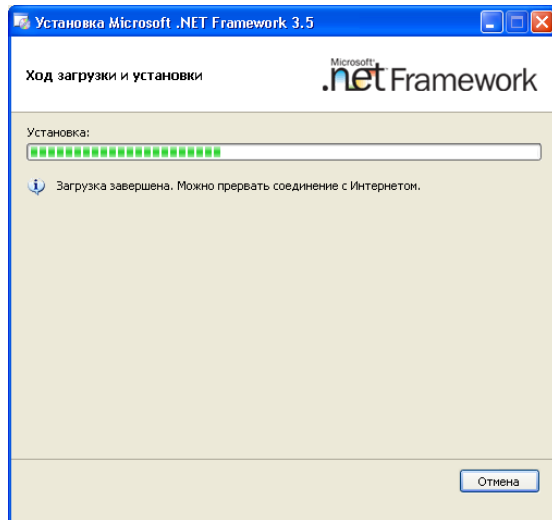 Установка Microsoft .NET Framework 3.5
Ход загрузки и установки
Microsoft
.net Framework
Установка:
Загрузка завершена. Можно прервать соединение с Интернетом.
Отмена